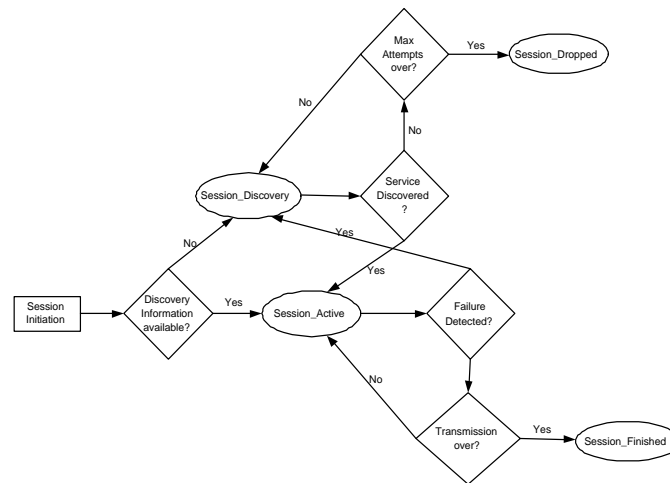 Max
Attempts
over?
Yes
Session_Dropped
No
No
Session_Discovery
Service
Discovered
?
Yes
No
Yes
Session
Initiation
Discovery
Information
available?
Yes
Session_Active
Failure
Detected?
No
Transmission
over?
Yes
Session_Finished